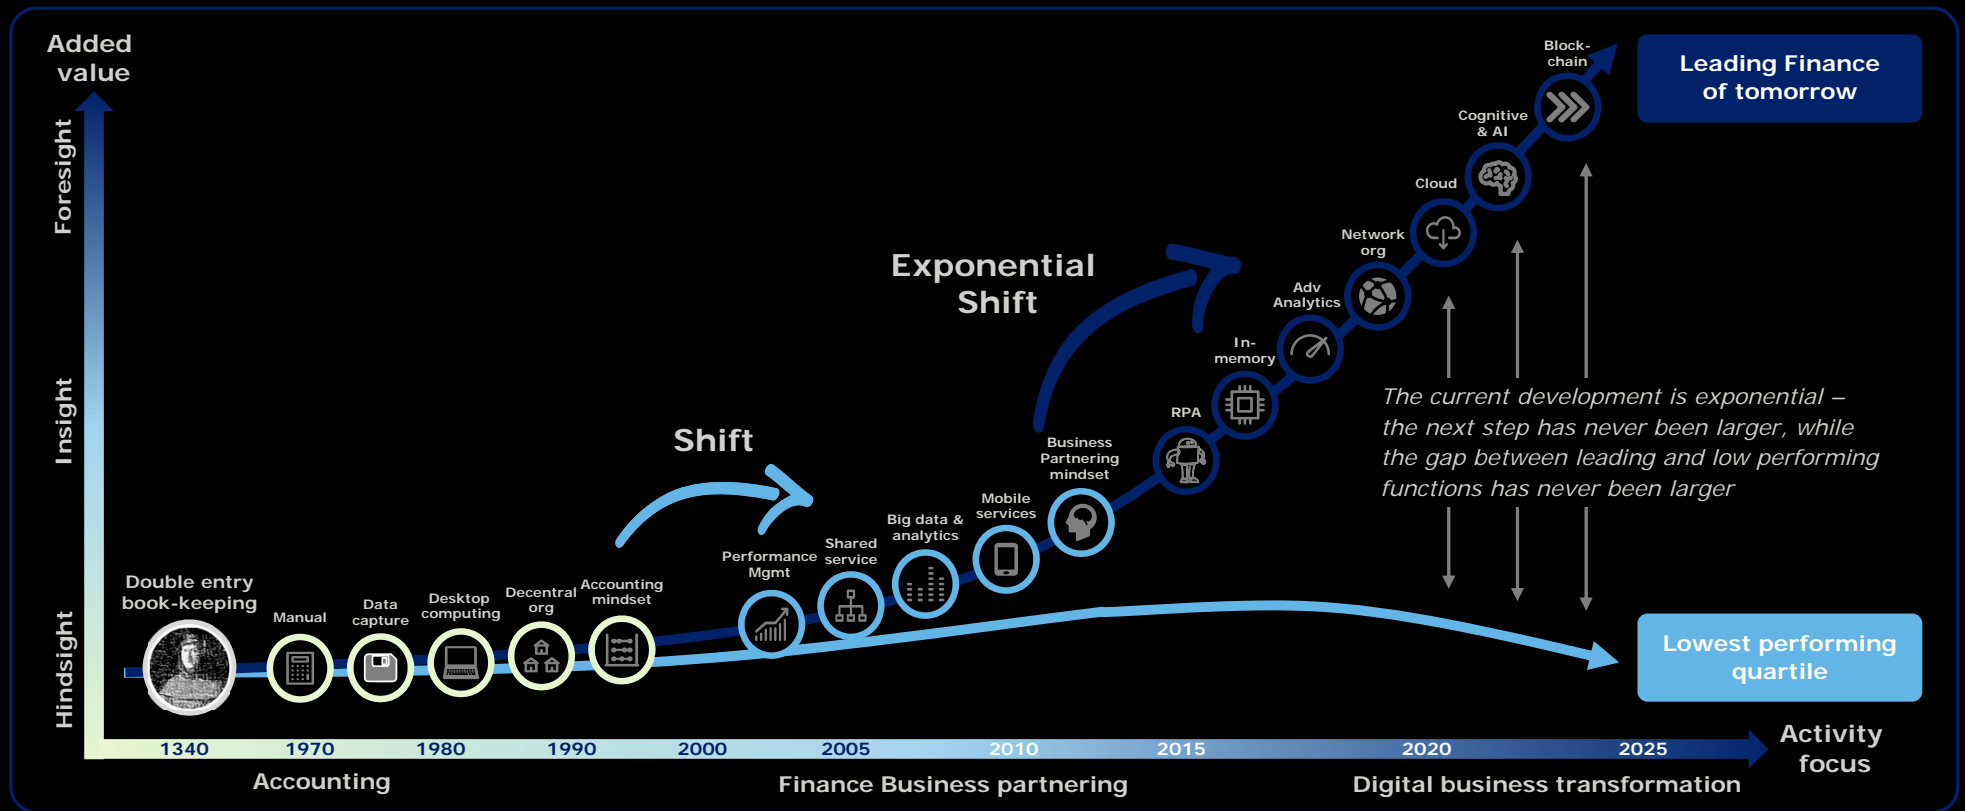 Added
value
Foresight
Insight
Hindsight
Double entry
book-keeping
Manual
Data
capture
Desktop
computing
Decentral
org
Accounting
mindset
Shift
Performance
Mgmt
Shared
service
Big data &
analytics
Mobile
services
Business
Partnering
mindset
Exponential
Shift
RPA
In-
memory
Adv
Analytics
Network
org
Cloud
Cognitive
& AI
Block-
chain
Leading Finance
of tomorrow
The current development is exponential –
the next step has never been larger, while
the gap between leading and low performing
functions has never been larger
Lowest performing
quartile
1340 1970 1980 1990 2000 2005 2010 2015 2020 2025
Activity
focus
Accounting
Finance Business partnering
Digital business transformation